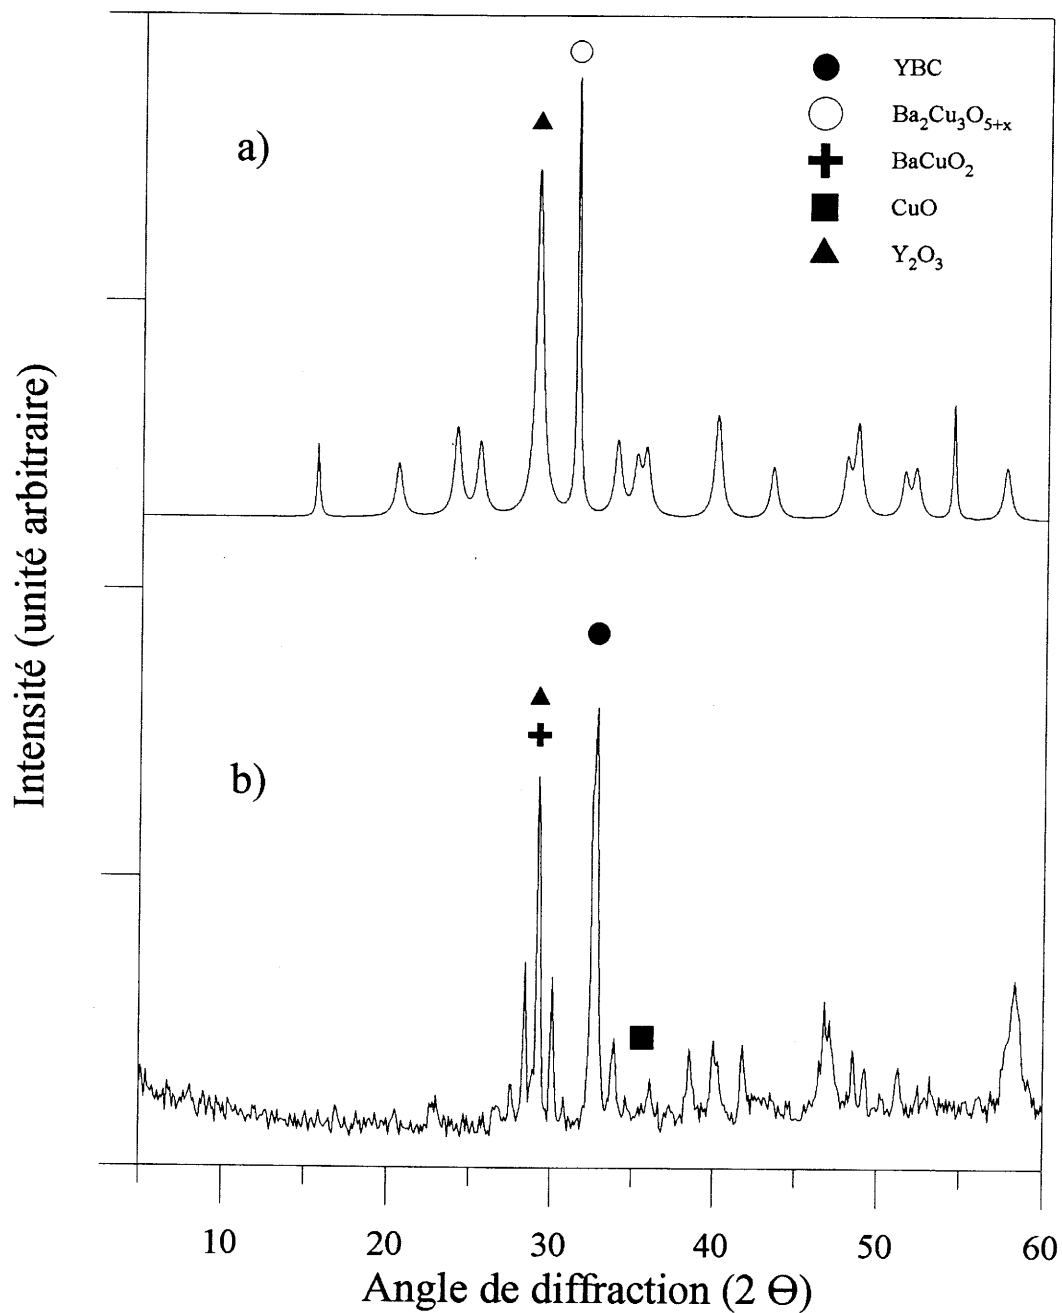 a)
YBC
Ba₂Cu₃O₅₊ₓ
BaCuO₂
CuO
Y₂O₃
Intensité (unité arbitraire)
b)
10 20 30 40 50 60
Angle de diffraction (2 Θ)